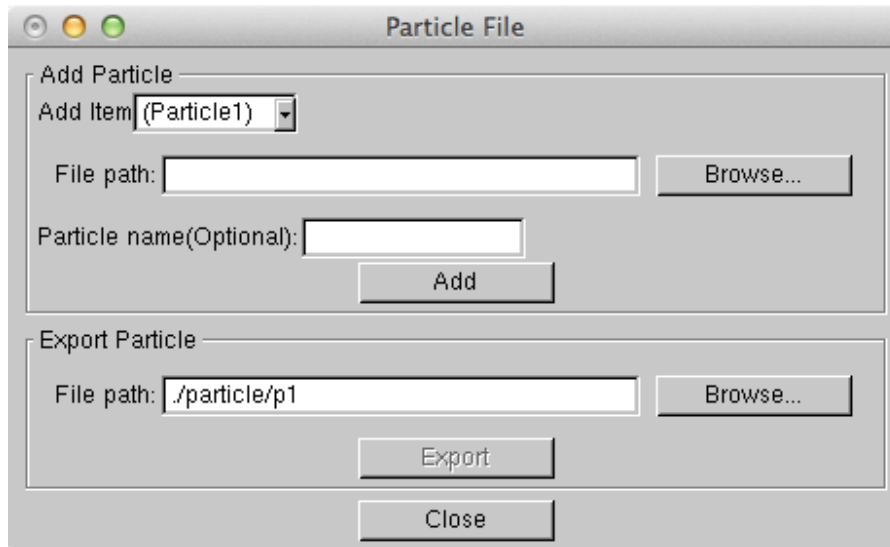 Particle File
Add Particle
Add Item (Particle1)
File path: Browse...
Particle name(Optional):
Add
Export Particle
File path: ./particle/p1 Browse...
Export
Close